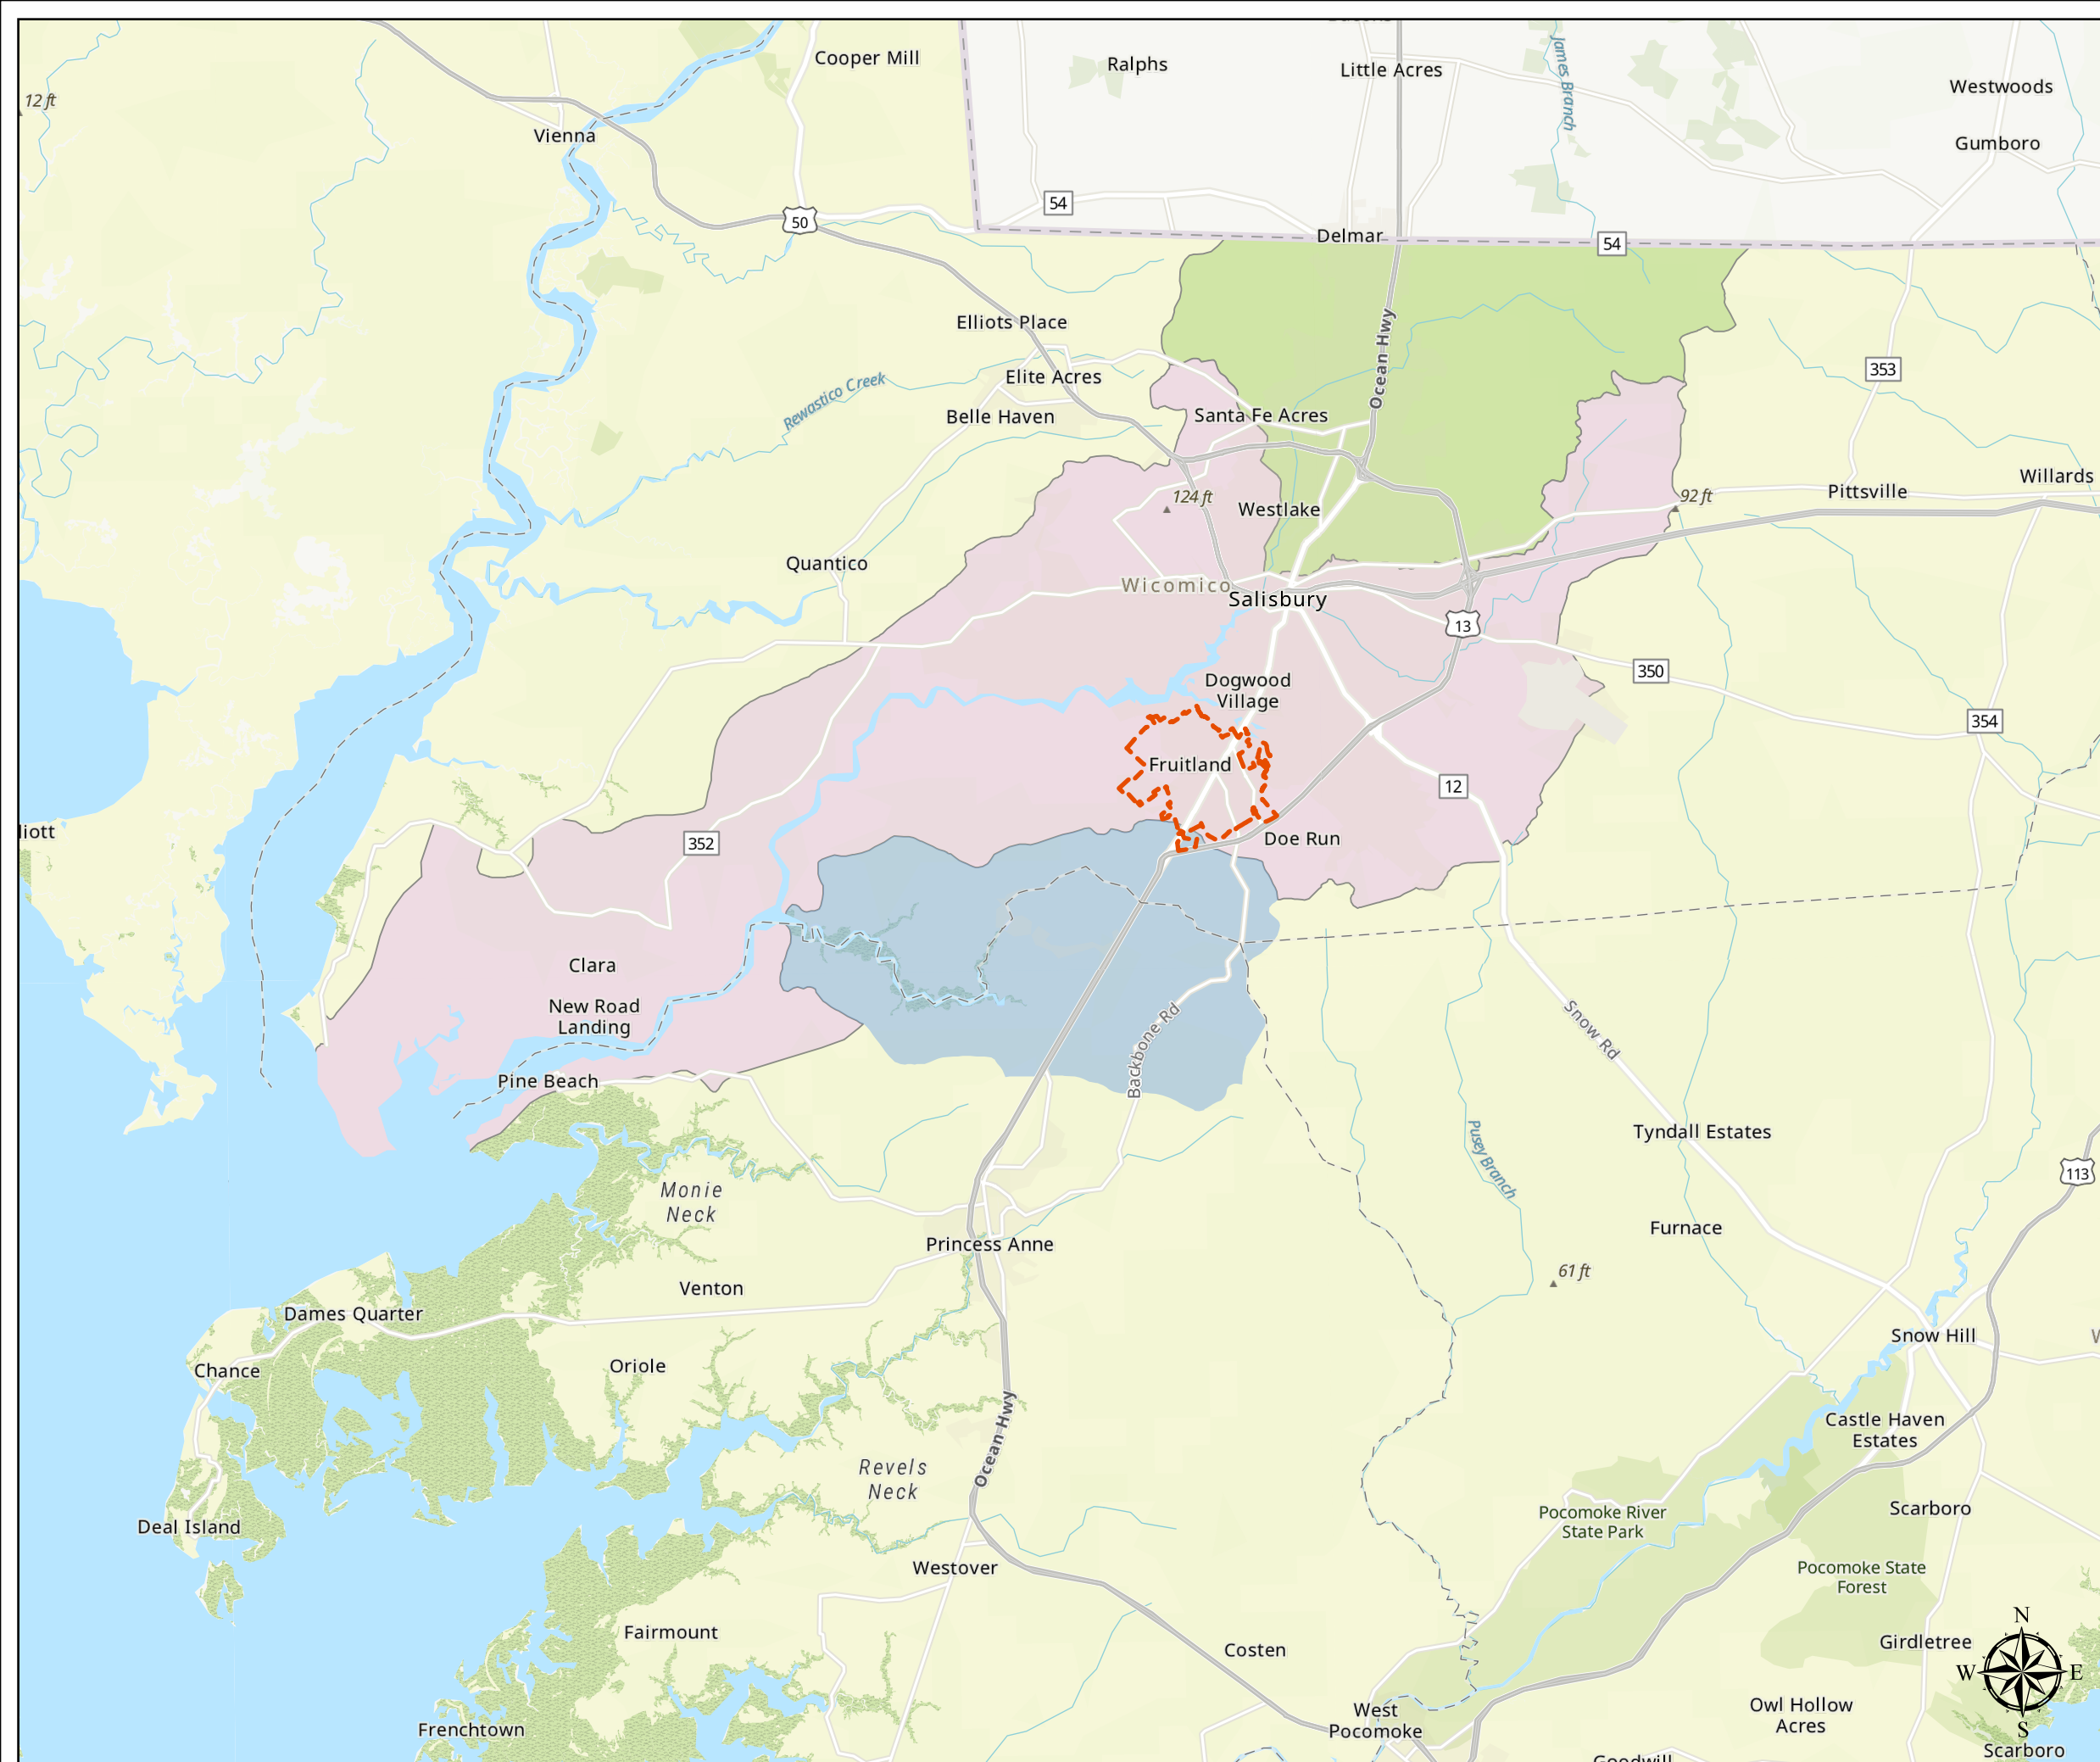 Cooper Mill
Ralphs
Little Acres
James Branch
Westwoods
12 ft
Vienna
Gumboro
54
50
Delmar
54
Elliots Place
Ocean Hwy
Elite Acres
353
Rewastico Creek
Belle Haven
Santa Fe Acres
Willards
124 ft
92 ft
Pittsville
Westlake
Quantico
Wicomico
Salisbury
13
350
Dogwood
Village
354
Fruitland
12
liott
352
Doe Run
Clara
New Road
Landing
Snow Rd
Backbone Rd
Pine Beach
Tyndall Estates
Pusey Branch
113
Monie
Neck
Furnace
Princess Anne
61 ft
Venton
Dames Quarter
Snow Hill
W
Chance
Oriole
Ocean Hwy
Castle Haven
Estates
Revels
Neck
Scarboro
Deal Island
Pocomoke River
State Park
Westover
Pocomoke State
Forest
Fairmount
Costen
Girdletree
N
W
E
S
West
Pocomoke
Owl Hollow
Acres
Frenchtown
Scarboro
Goodwill